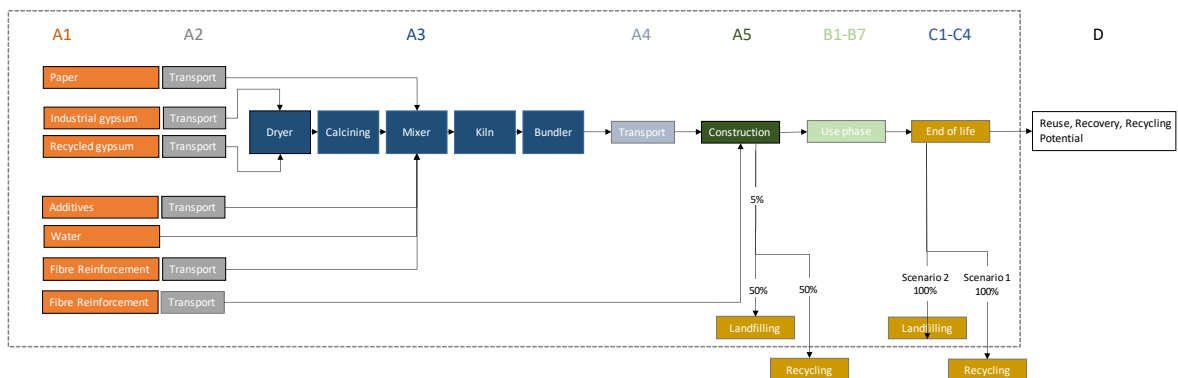 A1
A2
A3
A4
A5
B1-B7
C1-C4
D
Paper
Transport
Industrial gypsum
Transport
Recycled gypsum
Transport
Dryer
Calcining
Mixer
Kiln
Bundler
Transport
Construction
Use phase
End of life
Reuse, Recovery, Recycling
Potential
Additives
Transport
Water
Fibre Reinforcement
Transport
Fibre Reinforcement
Transport
5%
50%
50%
Scenario 2
100%
Scenario 1
100%
Landfilling
Recycling
Landfilling
Recycling